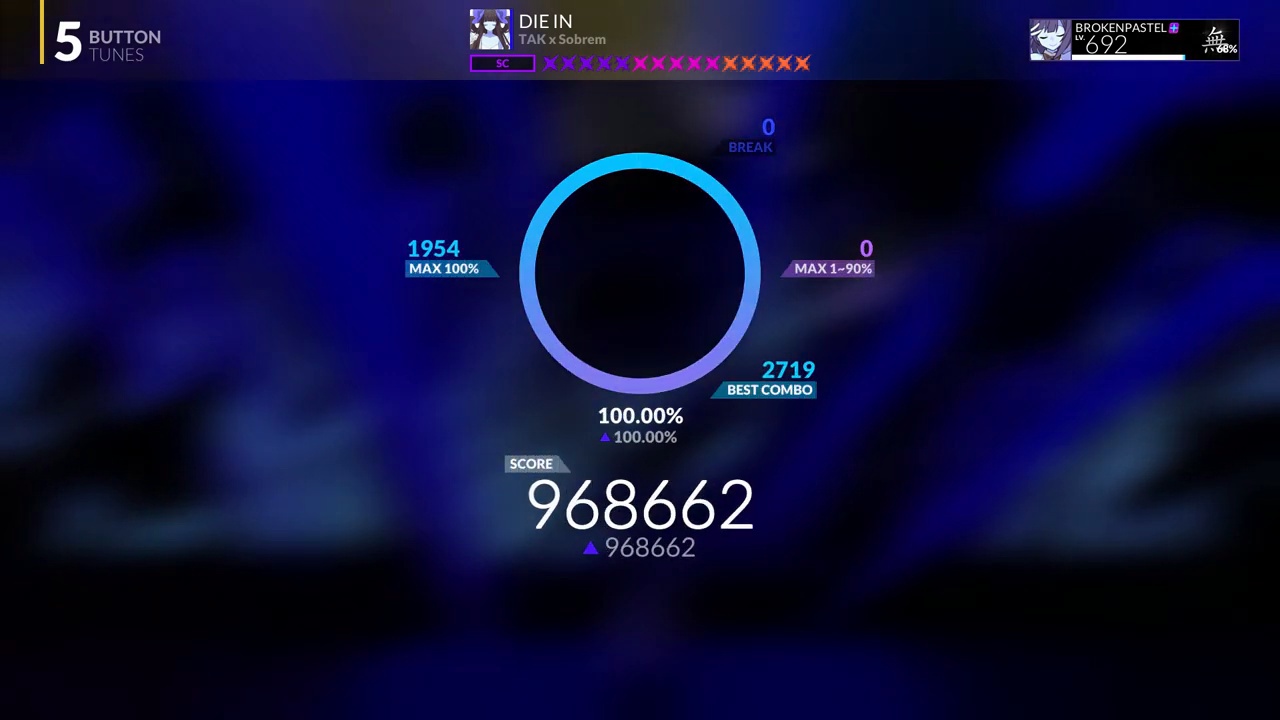 5 BUTTON
TUNES
DIE IN
TAK x Sobrem
SC
BROKENPASTEL
LV. 692
無
68%
0
BREAK
1954
MAX 100%
0
MAX 1~90%
2719
BEST COMBO
100.00%
▲ 100.00%
SCORE
968662
▲ 968662